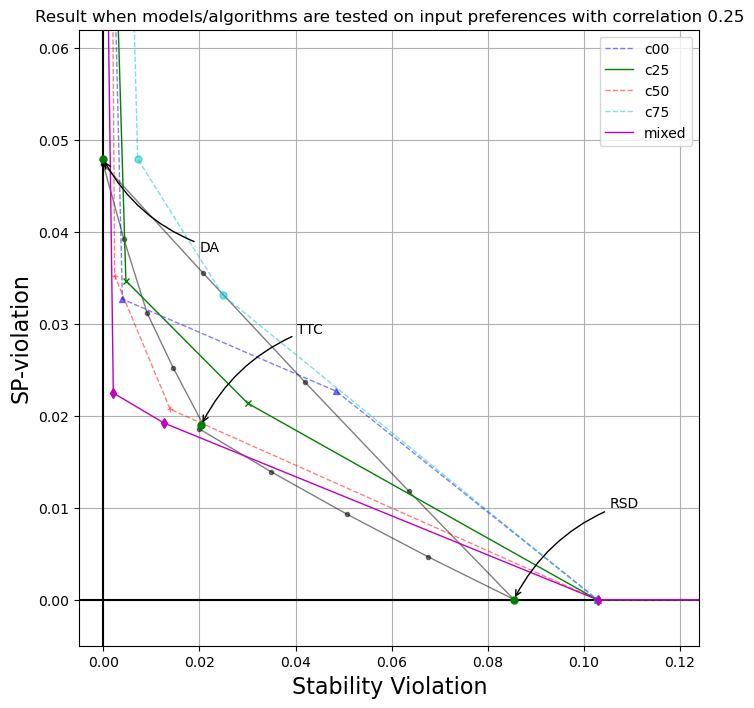 Result when models/algorithms are tested on input preferences with correlation 0.25
c00
c25
c50
c75
mixed
DA
TTC
RSD
0.06
0.05
0.04
0.03
0.02
0.01
0.00
SP-violation
0.00 0.02 0.04 0.06 0.08 0.10 0.12
Stability Violation